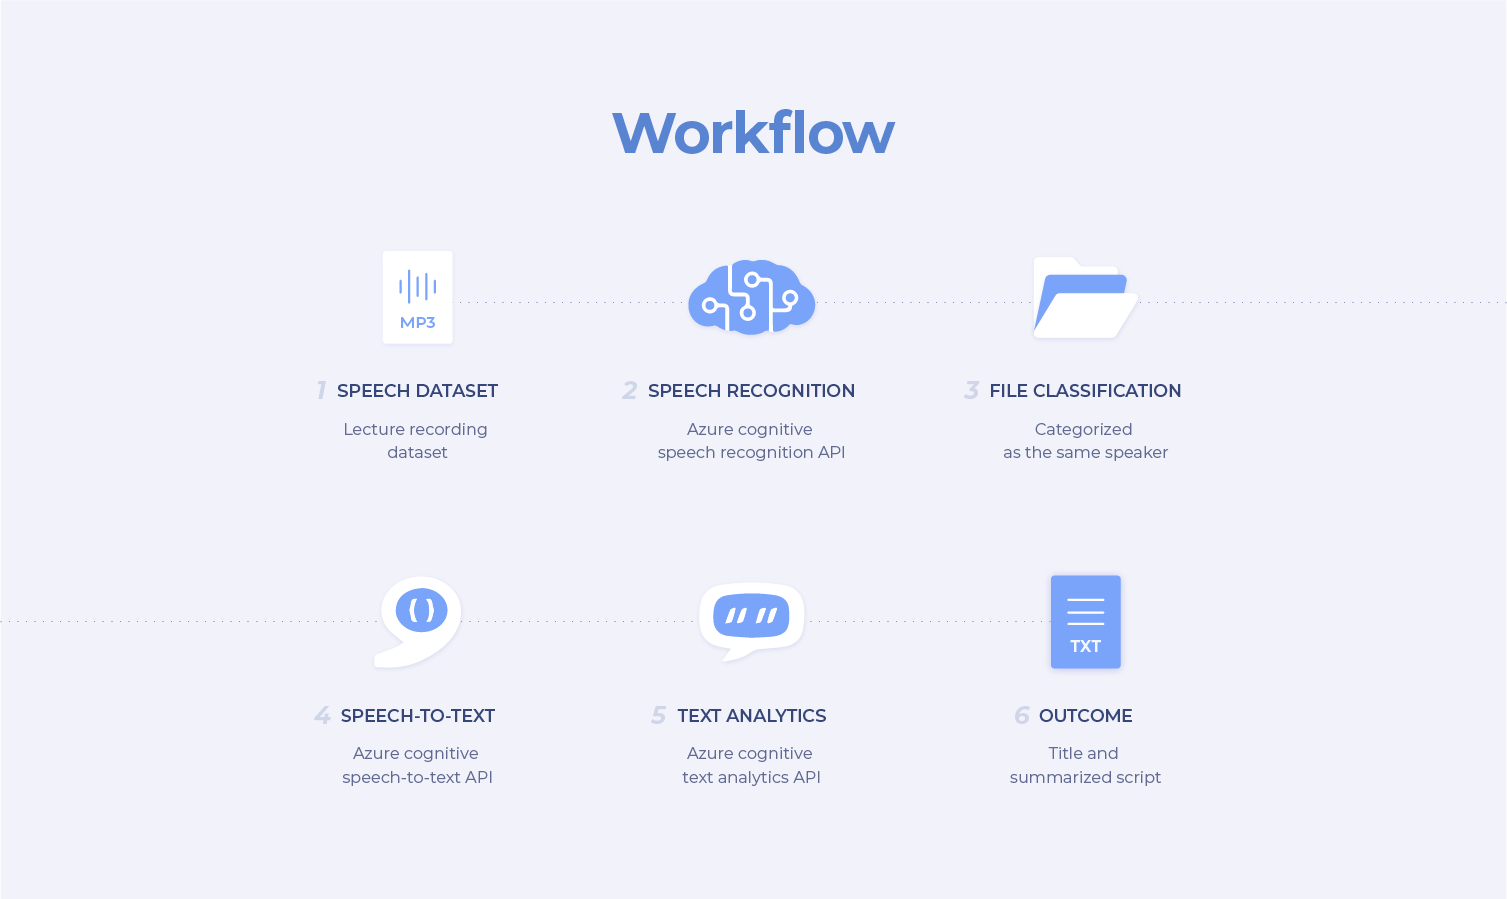 Workflow
MP3
1 SPEECH DATASET
Lecture recording
dataset
2 SPEECH RECOGNITION
Azure cognitive
speech recognition API
3 FILE CLASSIFICATION
Categorized
as the same speaker
4 SPEECH-TO-TEXT
Azure cognitive
speech-to-text API
5 TEXT ANALYTICS
Azure cognitive
text analytics API
TXT
6 OUTCOME
Title and
summarized script